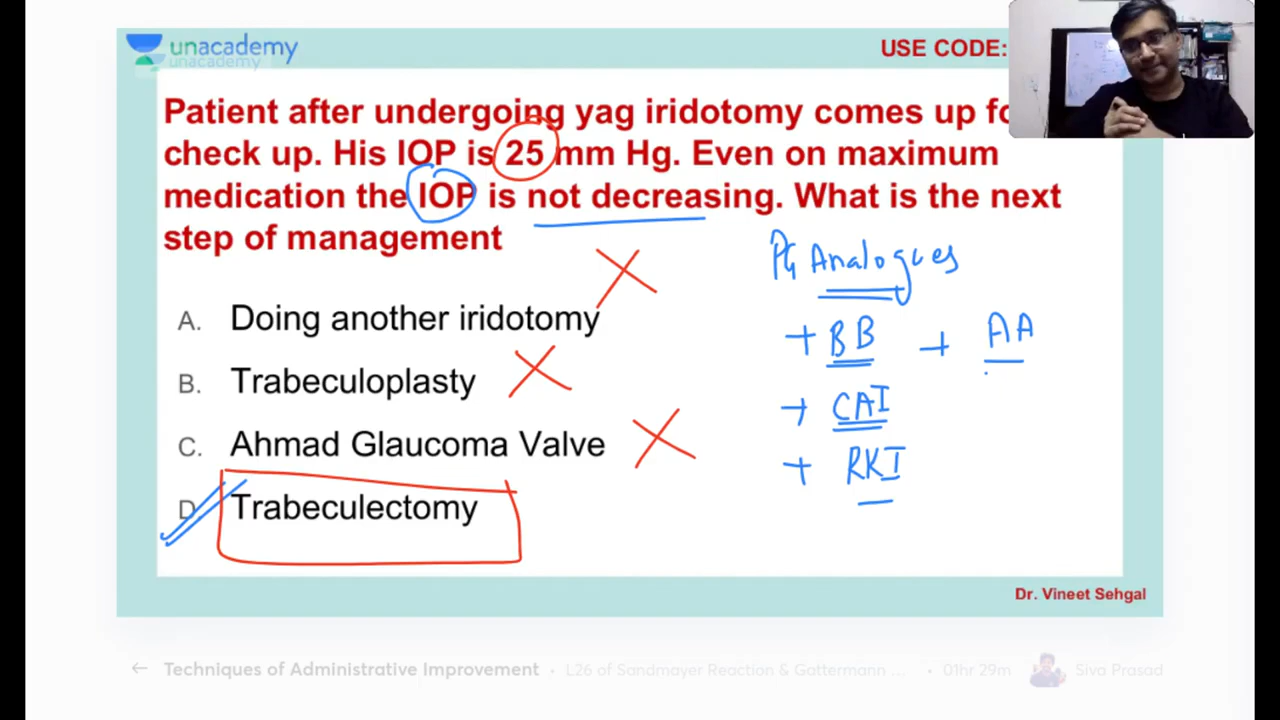 unacademy
unacademy
USE CODE:
Patient after undergoing yag iridotomy comes up fo
check up. His IOP is 25 mm Hg. Even on maximum
medication the IOP is not decreasing. What is the next
step of management
A. Doing another iridotomy
B. Trabeculoplasty
C. Ahmad Glaucoma Valve
D. Trabeculectomy
PG Analogues
+ BB + AA
+ CAI
+ RKI
Dr. Vineet Sehgal
← Techniques of Administrative Improvement • L26 of Sandmayer Reaction & Gattermann ... • 01hr 29m Siva Prasad